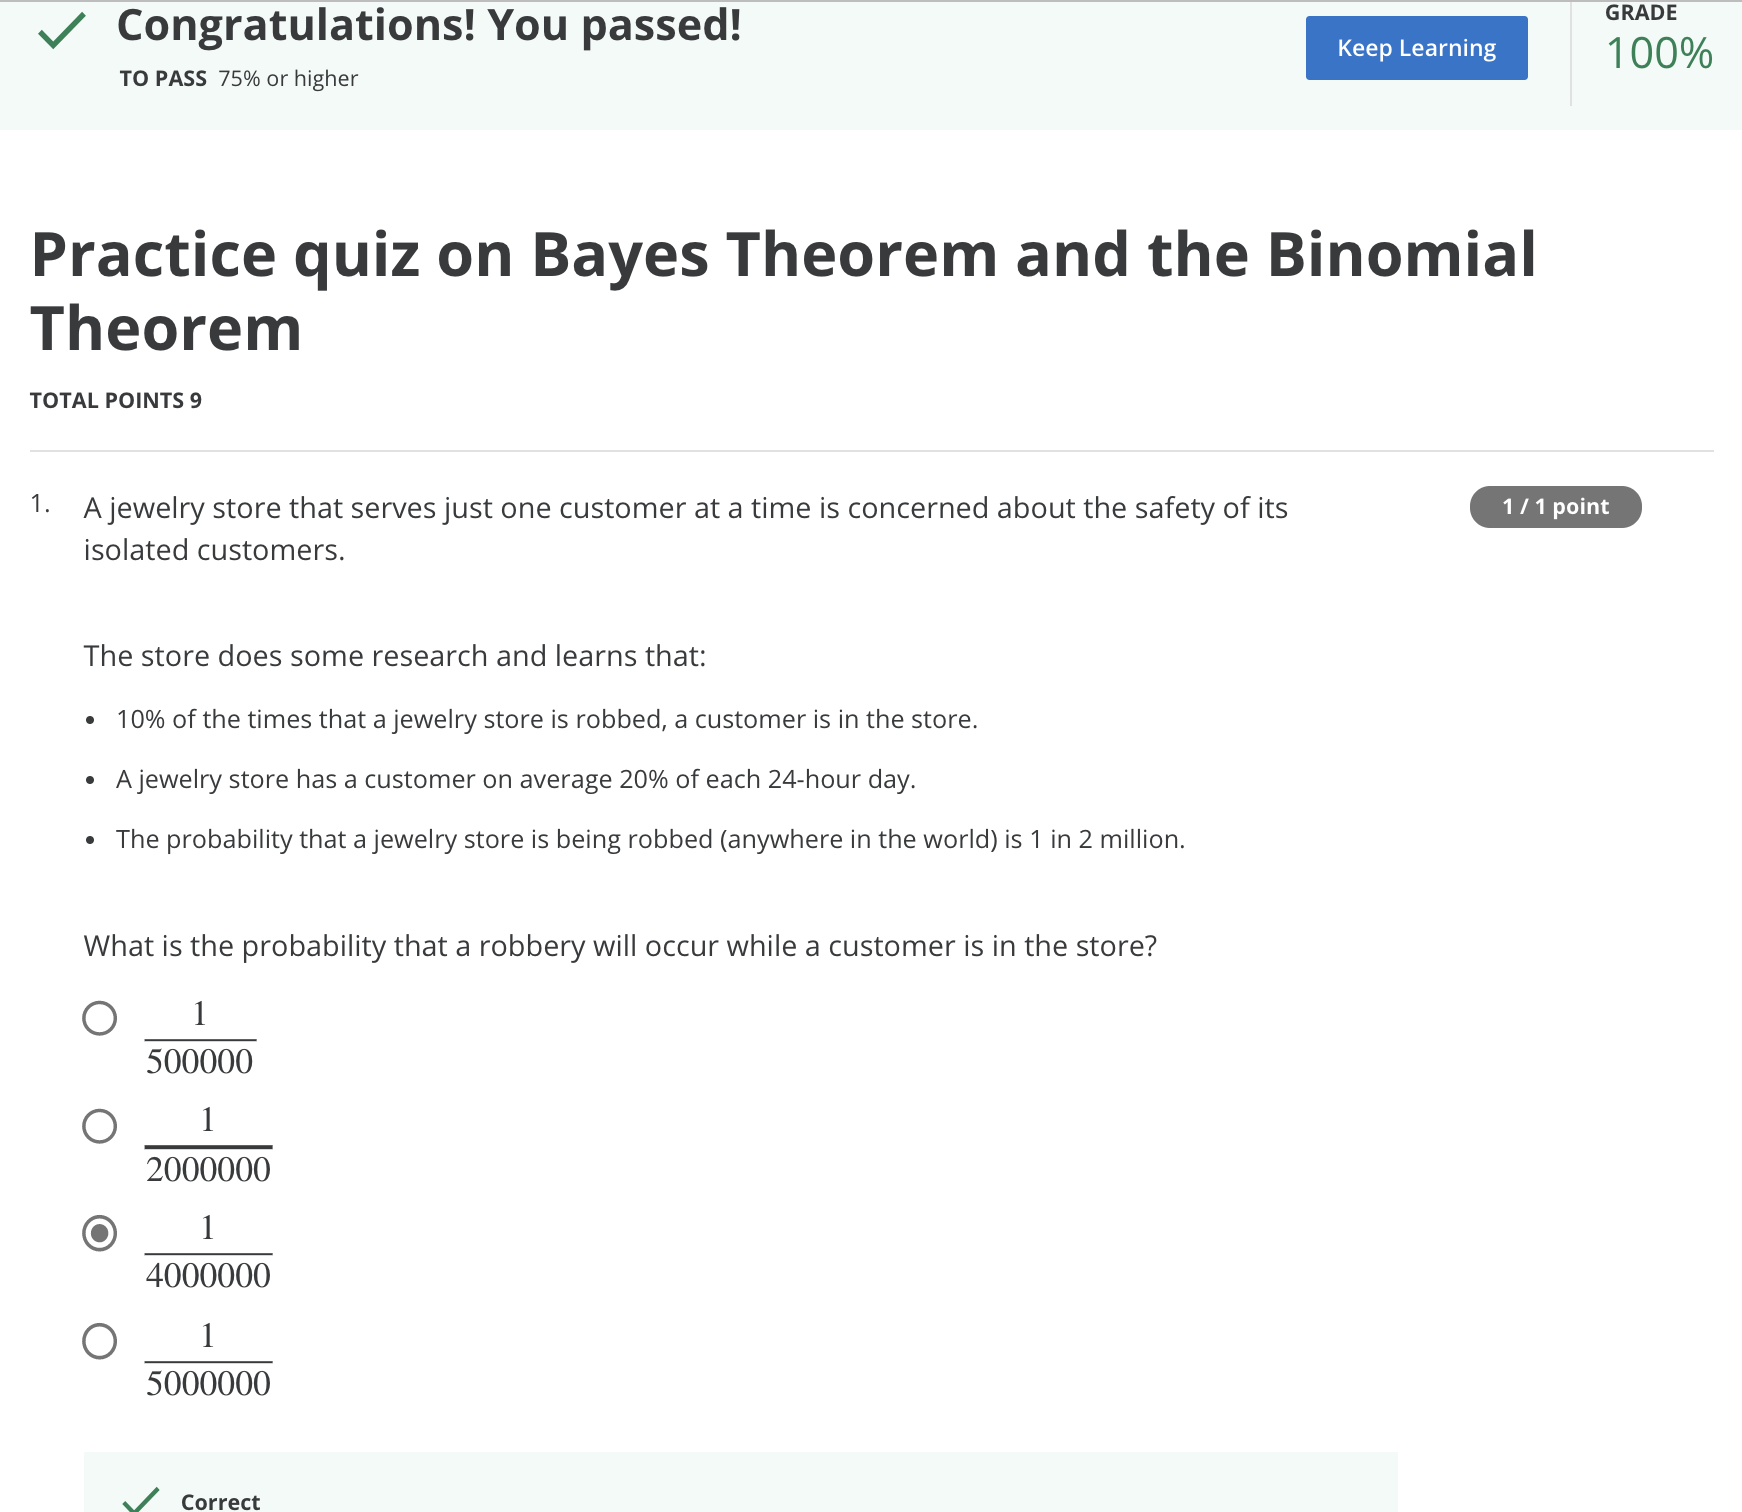 Congratulations! You passed!
TO PASS 75% or higher
Keep Learning
GRADE
100%
Practice quiz on Bayes Theorem and the Binomial
Theorem
TOTAL POINTS 9
1. A jewelry store that serves just one customer at a time is concerned about the safety of its
isolated customers.
1 / 1 point
The store does some research and learns that:
• 10% of the times that a jewelry store is robbed, a customer is in the store.
• A jewelry store has a customer on average 20% of each 24-hour day.
• The probability that a jewelry store is being robbed (anywhere in the world) is 1 in 2 million.
What is the probability that a robbery will occur while a customer is in the store?
1
500000
1
2000000
1
4000000
1
5000000
Correct